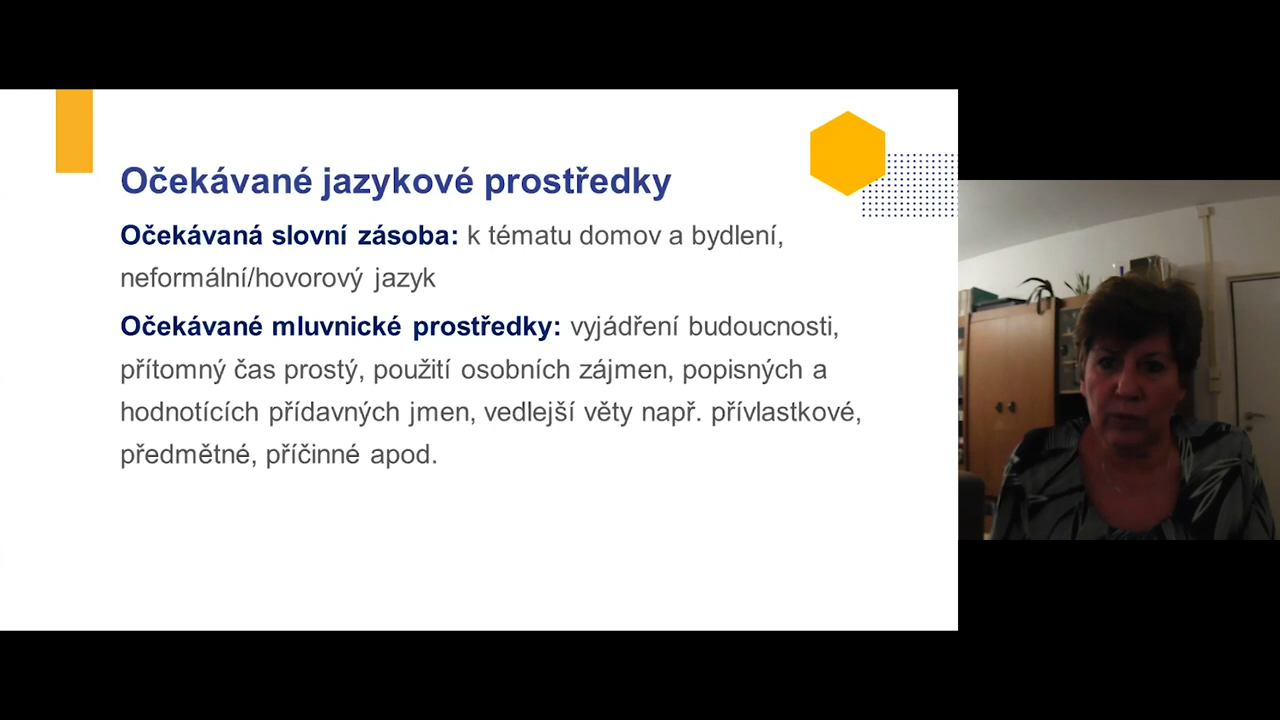 Očekávané jazykové prostředky
Očekávaná slovní zásoba: k tématu domov a bydlení,
neformální/hovorový jazyk
Očekávané mluvnické prostředky: vyjádření budoucnosti,
přítomný čas prostý, použití osobních zájmen, popisných a
hodnotících přídavných jmen, vedlejší věty např. přívlastkové,
předmětné, příčinné apod.